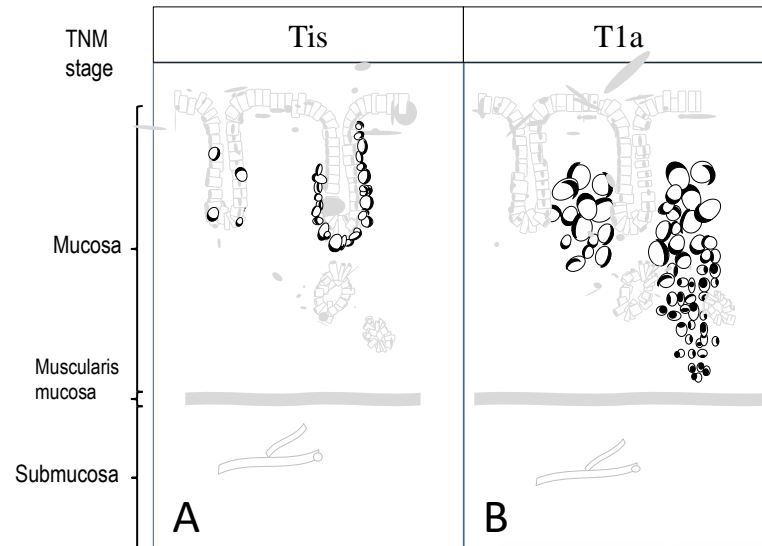 TNM
stage
Tis
T1a
Mucosa
Muscularis
mucosa
Submucosa
A
B